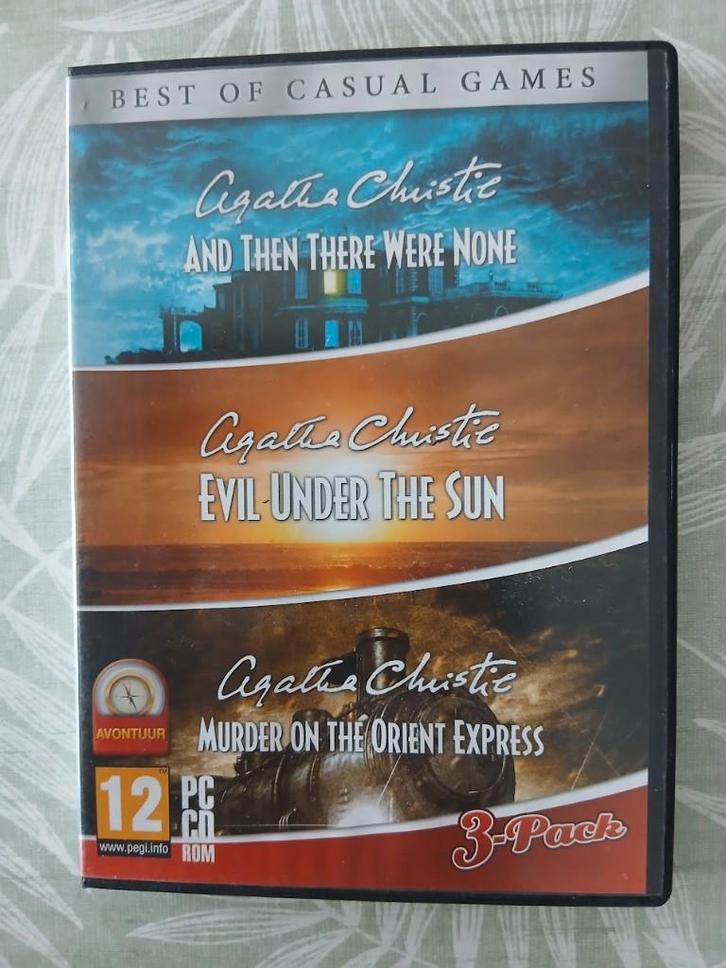 BEST OF CASUAL GAMES
Agatha Christie
AND THEN THERE WERE NONE
Agatha Christie
EVIL UNDER THE SUN
Agatha Christie
MURDER ON THE ORIENT EXPRESS
AVONTUUR
12™
www.pegi.info
PC
CD
ROM
3-Pack